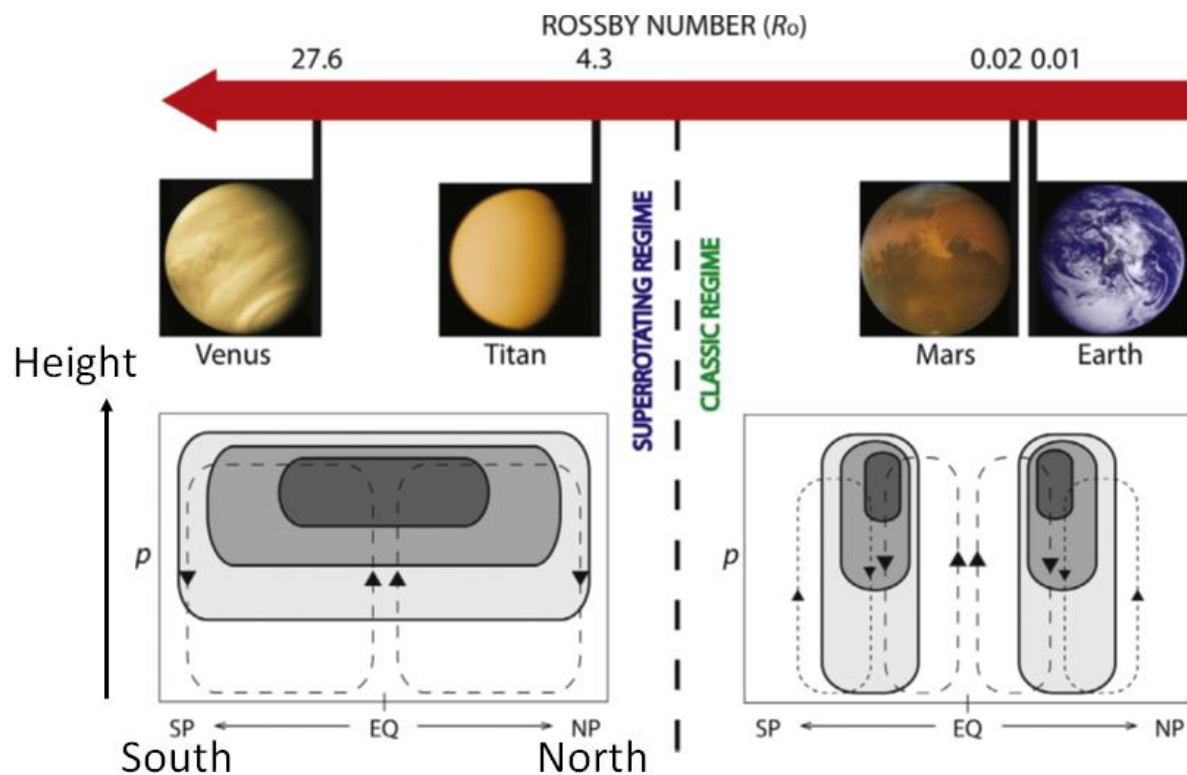 ROSSBY NUMBER (Ro)
27.6 4.3 0.02 0.01
SUPERROTATING REGIME
CLASSIC REGIME
Venus Titan Mars Earth
Height
p p
SP EQ NP SP EQ NP
South North